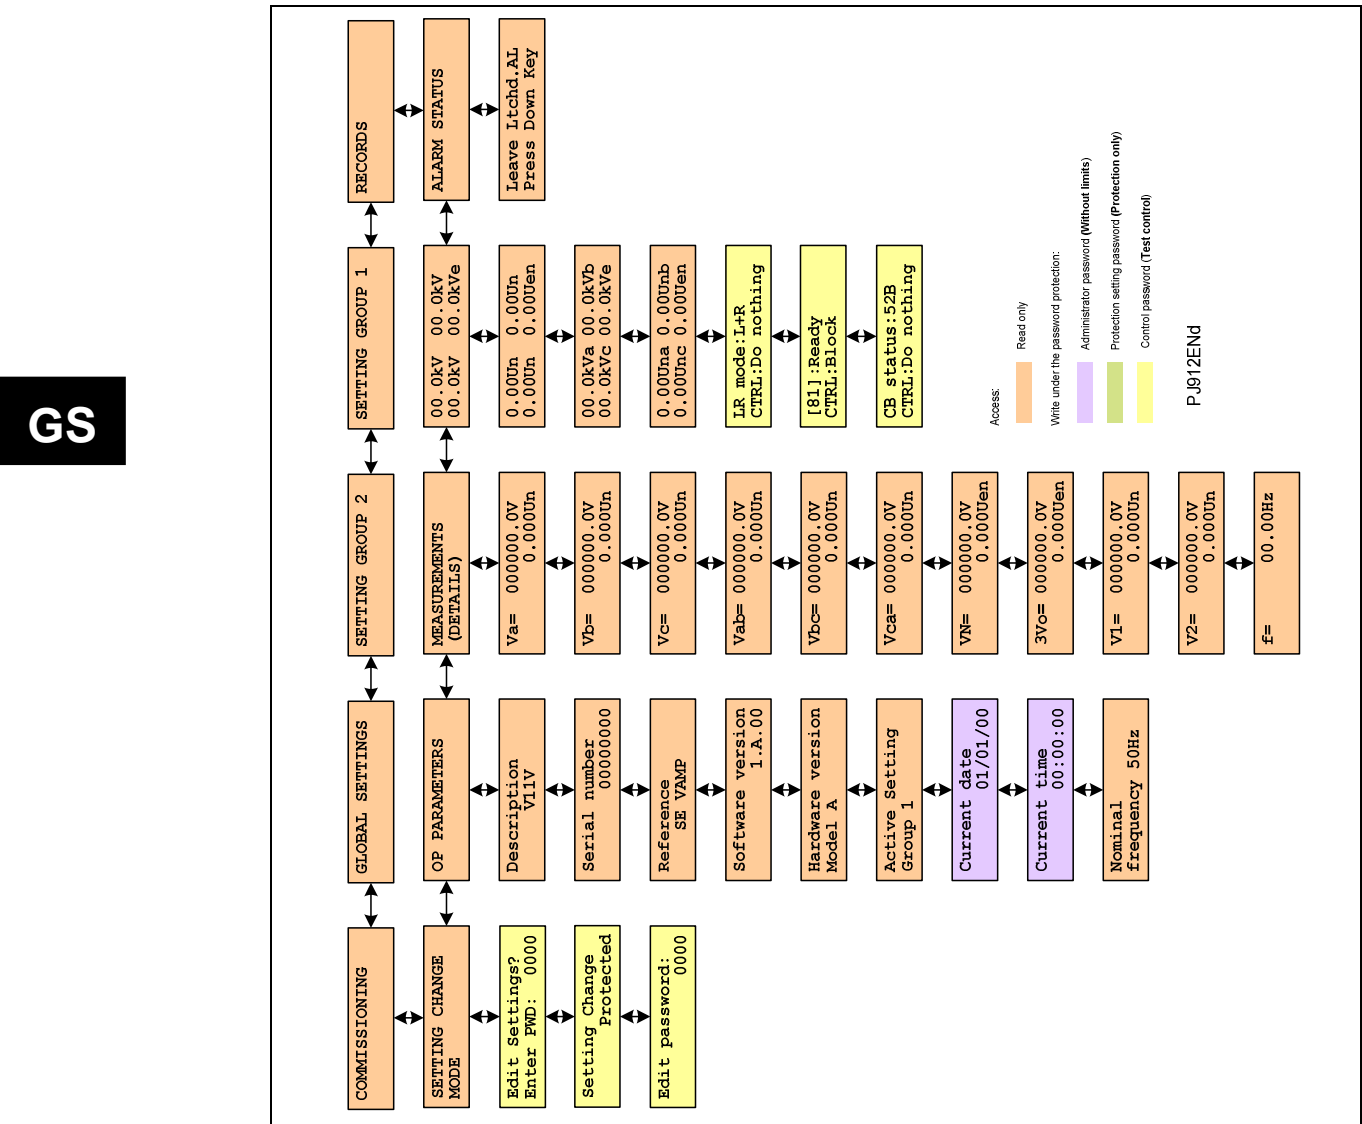 GS
COMMISSIONING
GLOBAL SETTINGS
SETTING GROUP 2
SETTING GROUP 1
RECORDS
SETTING CHANGE
MODE
OP PARAMETERS
MEASUREMENTS
(DETAILS)
00.0kV 00.0kV
00.0kV 00.0kVe
ALARM STATUS
Edit Settings?
Enter PWD: 0000
Description
V11V
Va= 000000.0V
0.000Un
0.00Un 0.00Un
0.00Un 0.00Uen
Leave Ltchd.AL
Press Down Key
Setting Change
Protected
Serial number
00000000
Vb= 000000.0V
0.000Un
00.0kVa 00.0kVb
00.0kVc 00.0kVe
Edit password:
0000
Reference
SE VAMP
Vc= 000000.0V
0.000Un
0.00Una 0.00Unb
0.00Unc 0.00Uen
Software version
1.A.00
Vab= 000000.0V
0.000Un
LR mode:L+R
CTRL:Do nothing
Hardware version
Model A
Vbc= 000000.0V
0.000Un
[81]:Ready
CTRL:Block
Active Setting
Group 1
Vca= 000000.0V
0.000Un
CB status:52B
CTRL:Do nothing
Current date
01/01/00
VN= 000000.0V
0.000Uen
Current time
00:00:00
3Vo= 000000.0V
0.000Uen
Nominal
frequency 50Hz
V1= 000000.0V
0.000Un
V2= 000000.0V
0.000Un
f= 00.00Hz
Access:
Read only
Write under the password protection:
Administrator password (Without limits)
Protection setting password (Protection only)
Control password (Test control)
PJ912ENd